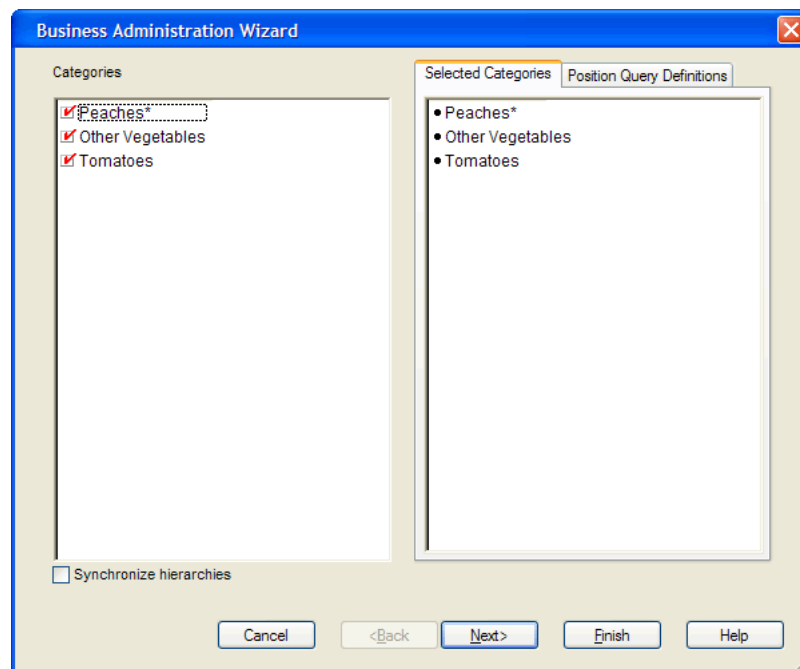 Business Administration Wizard
Categories
Selected Categories
Position Query Definitions
Peaches*
Other Vegetables
Tomatoes
Peaches*
Other Vegetables
Tomatoes
Synchronize hierarchies
Cancel
<Back
Next>
Finish
Help